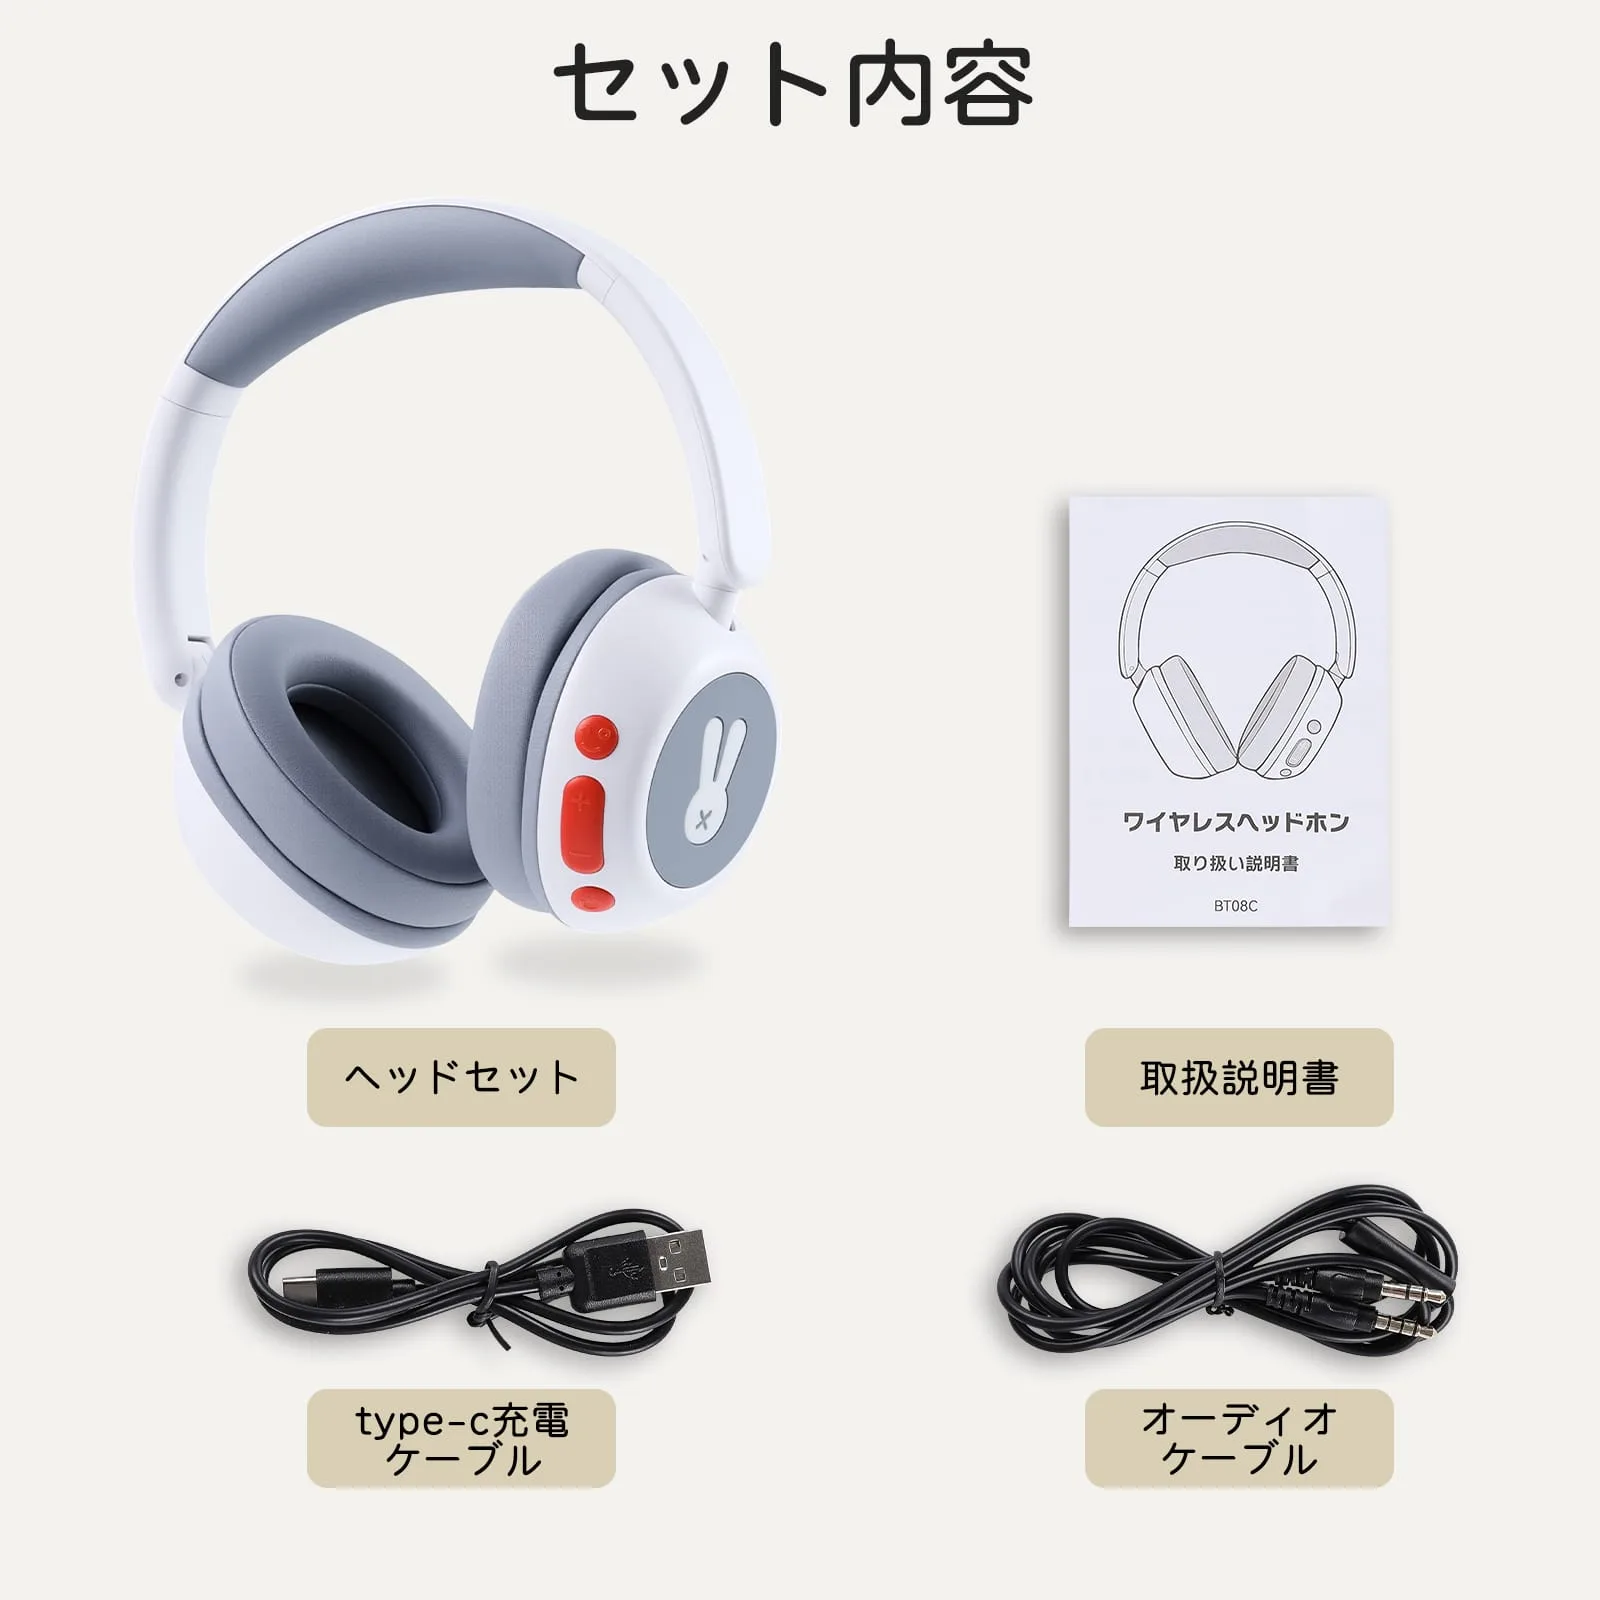 セット内容
ワイヤレスヘッドホン
取り扱い説明書
BT08C
ヘッドセット
取扱説明書
type-c充電
ケーブル
オーディオ
ケーブル